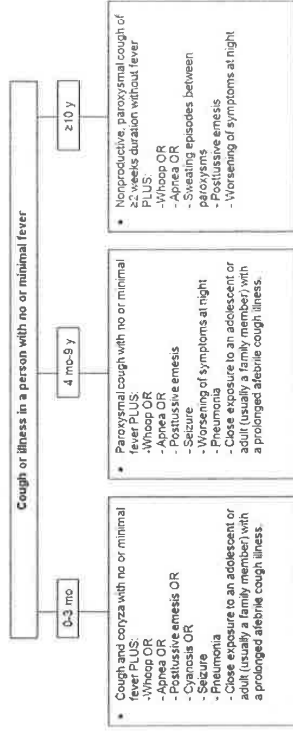 Cough or illness in a person with no or minimal fever
0-3 mo
4 mo-9 y
≥10 y
• Cough and coryza with no or minimal
fever PLUS:
-Whoop OR
- Apnea OR
- Posttussive emesis OR
- Cyanosis OR
- Seizure
- Pneumonia
- Close exposure to an adolescent or
adult (usually a family member) with
a prolonged afebrile cough illness.
• Paroxysmal cough with no or minimal
fever PLUS:
-Whoop OR
- Apnea OR
- Posttussive emesis
- Seizure
- Worsening of symptoms at night
- Pneumonia
- Close exposure to an adolescent or
adult (usually a family member) with
a prolonged afebrile cough illness.
• Nonproductive, paroxysmal cough of
≥2 weeks duration without fever
PLUS:
-Whoop OR
- Apnea OR
- Sweating episodes between
paroxysms
- Posttussive emesis
- Worsening of symptoms at night